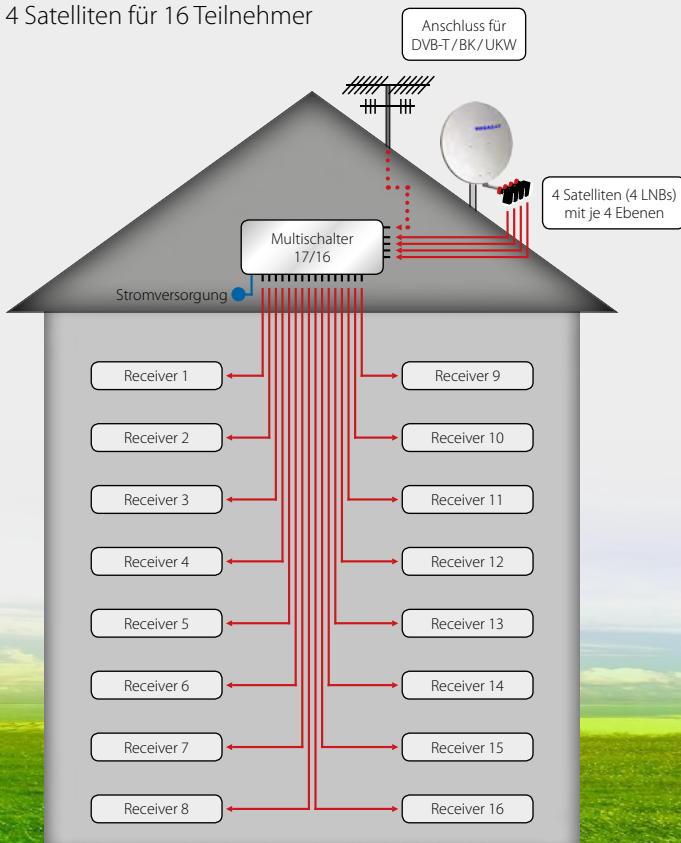 4 Satelliten für 16 Teilnehmer
Anschluss für
DVB-T / BK / UKW
MEGASAT
4 Satelliten (4 LNBs)
mit je 4 Ebenen
Multischalter
17/16
Stromversorgung
Receiver 1
Receiver 9
Receiver 2
Receiver 10
Receiver 3
Receiver 11
Receiver 4
Receiver 12
Receiver 5
Receiver 13
Receiver 6
Receiver 14
Receiver 7
Receiver 15
Receiver 8
Receiver 16